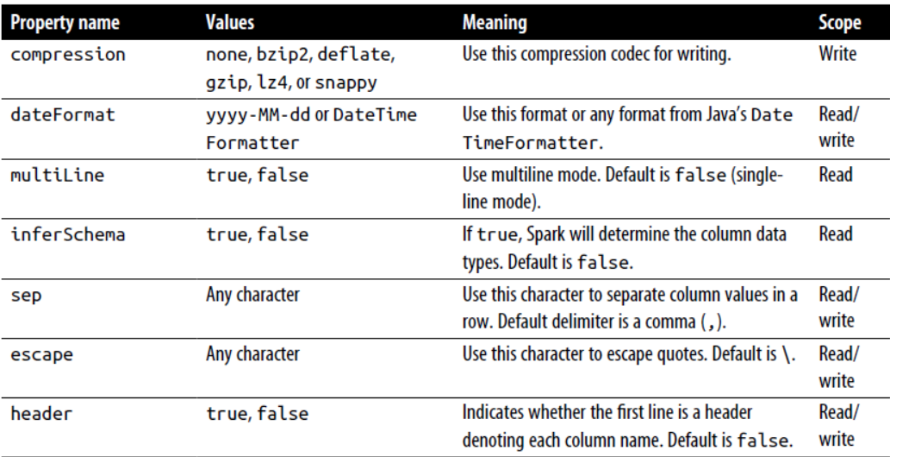 Property name Values Meaning Scope
compression none, bzip2, deflate, Use this compression codec for writing. Write
gzip, lz4, or snappy
dateFormat yyyy-MM-dd or DateTime Use this format or any format from Java's Date Read/
Formatter TimeFormatter. write
multiLine true, false Use multiline mode. Default is false (single- Read
line mode).
inferSchema true, false If true, Spark will determine the column data Read
types. Default is false.
sep Any character Use this character to separate column values in a Read/
row. Default delimiter is a comma (,). write
escape Any character Use this character to escape quotes. Default is \. Read/
write
header true, false Indicates whether the first line is a header Read/
denoting each column name. Default is false. write